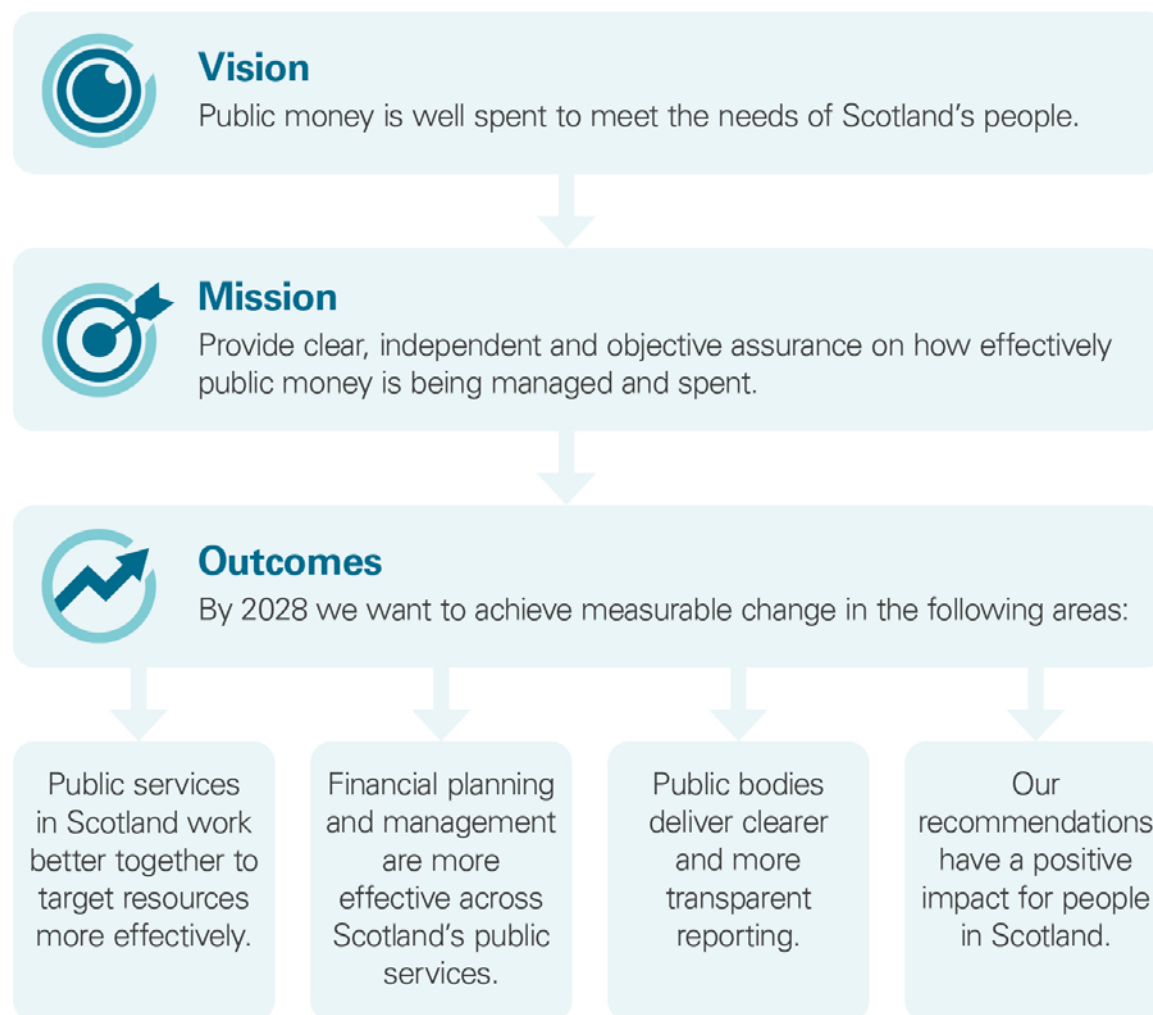 Vision
Public money is well spent to meet the needs of Scotland’s people.
Mission
Provide clear, independent and objective assurance on how effectively
public money is being managed and spent.
Outcomes
By 2028 we want to achieve measurable change in the following areas:
Public services
in Scotland work
better together to
target resources
more effectively.
Financial planning
and management
are more
effective across
Scotland’s public
services.
Public bodies
deliver clearer
and more
transparent
reporting.
Our
recommendations
have a positive
impact for people
in Scotland.